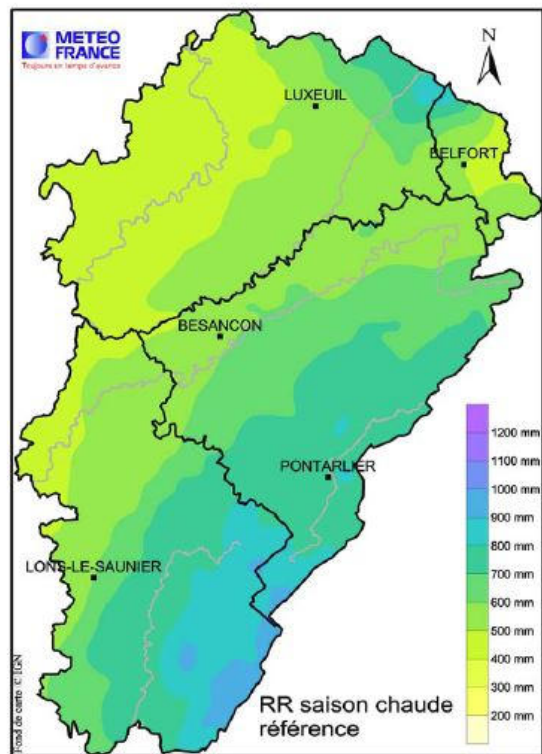 METEO
FRANCE
Toujours un temps d'avance
N
LUXEUIL
BELFORT
BESANCON
PONTARLIER
LONS-LE-SAUNIER
1200 mm
1100 mm
1000 mm
900 mm
800 mm
700 mm
600 mm
500 mm
400 mm
300 mm
200 mm
RR saison chaude
référence
Fond de carte © IGN